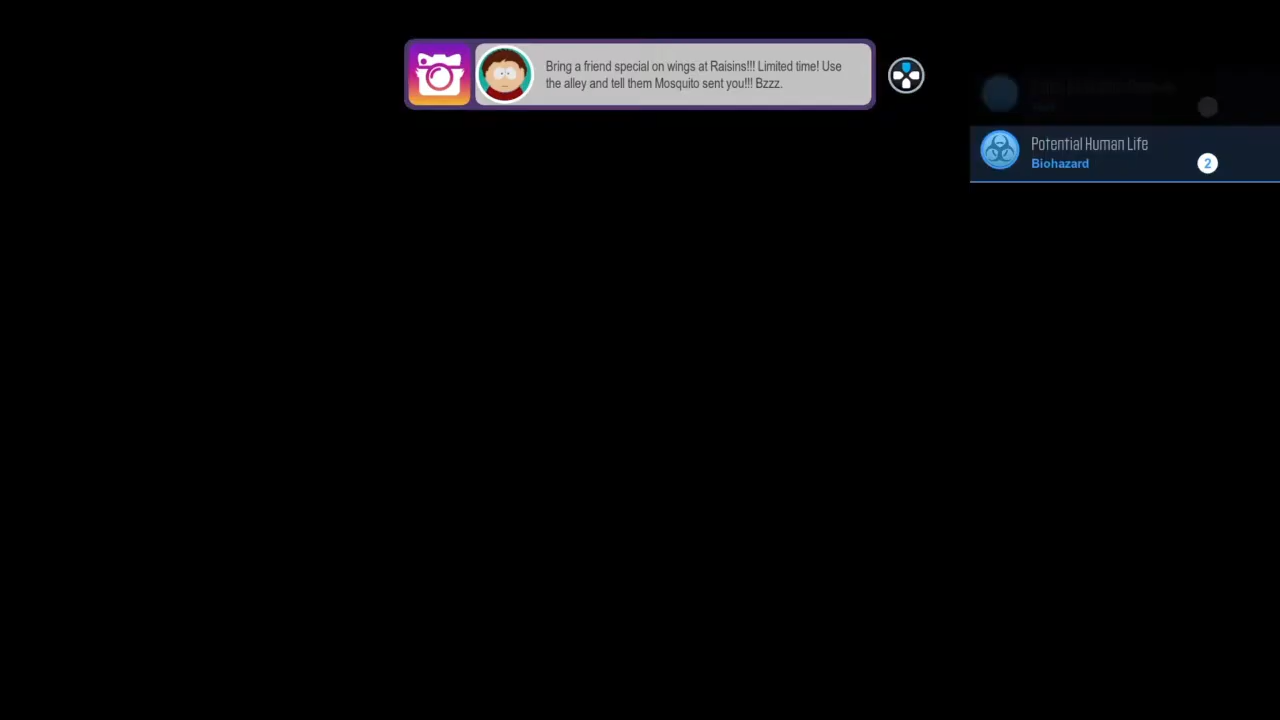 Bring a friend special on wings at Raisins!!! Limited time! Use
the alley and tell them Mosquito sent you!!! Bzzz.
Potential Human Life
Biohazard
2